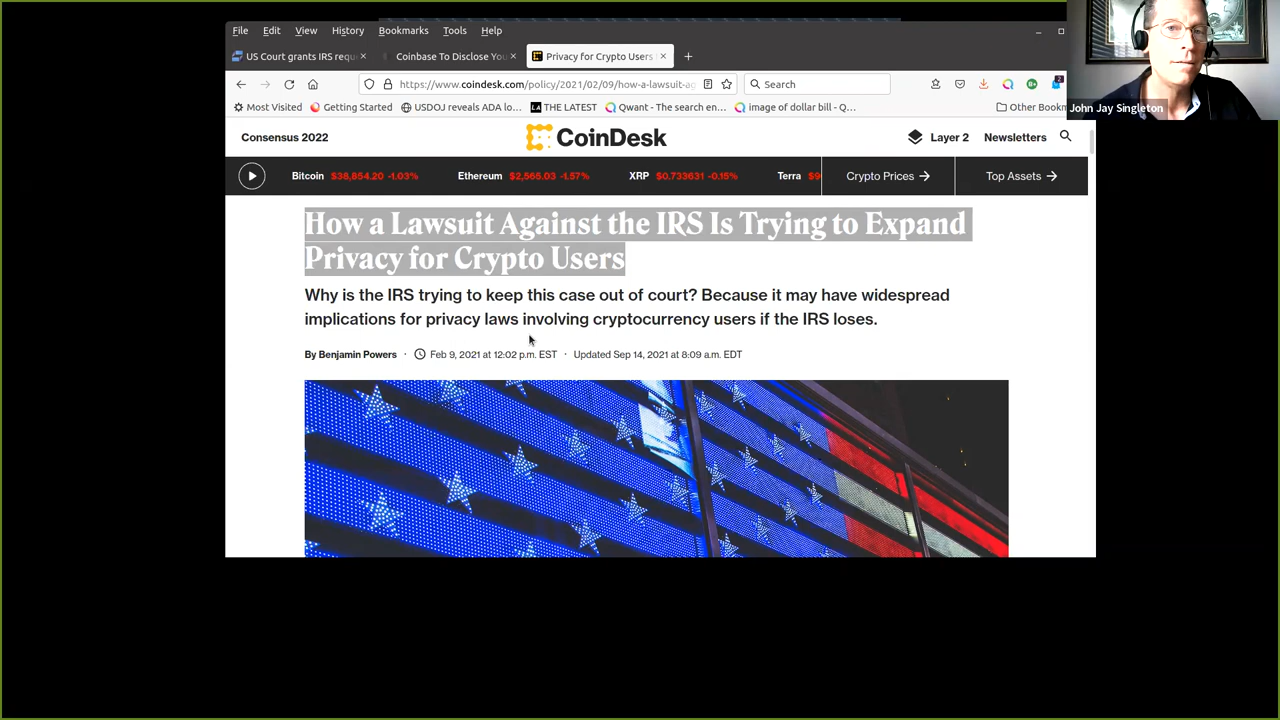 File Edit View History Bookmarks Tools Help
US Court grants IRS requ
Coinbase To Disclose You
Privacy for Crypto Users
https://www.coindesk.com/policy/2021/02/09/how-a-lawsuit-ag
Search
Most Visited
Getting Started
USDOJ reveals ADA lo...
LA THE LATEST
Qwant - The search en...
image of dollar bill - Q...
Other Bookm
John Jay Singleton
Consensus 2022
CoinDesk
Layer 2
Newsletters
Bitcoin $38,854.20 -1.03%
Ethereum $2,565.03 -1.57%
XRP $0.733631 -0.15%
Terra $9
Crypto Prices →
Top Assets →
How a Lawsuit Against the IRS Is Trying to Expand
Privacy for Crypto Users
Why is the IRS trying to keep this case out of court? Because it may have widespread
implications for privacy laws involving cryptocurrency users if the IRS loses.
By Benjamin Powers · Feb 9, 2021 at 12:02 p.m. EST · Updated Sep 14, 2021 at 8:09 a.m. EDT